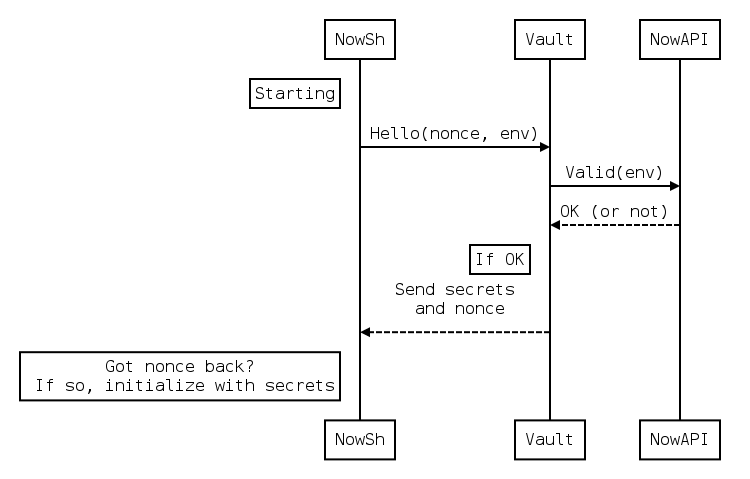 NowSh
Vault
NowAPI
Starting
Hello(nonce, env)
Valid(env)
OK (or not)
If OK
Send secrets
and nonce
Got nonce back?
If so, initialize with secrets
NowSh
Vault
NowAPI